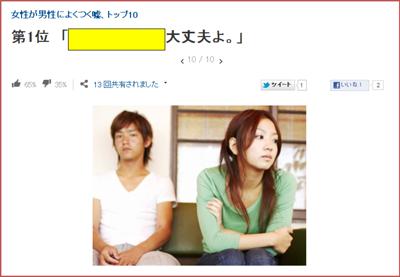 女性が男性によくつく嘘、トップ10
第1位 「 大丈夫よ。」
‹ 10 / 10 ›
65% 35% 13 回共有されました ツイート 1 いいね！ 2